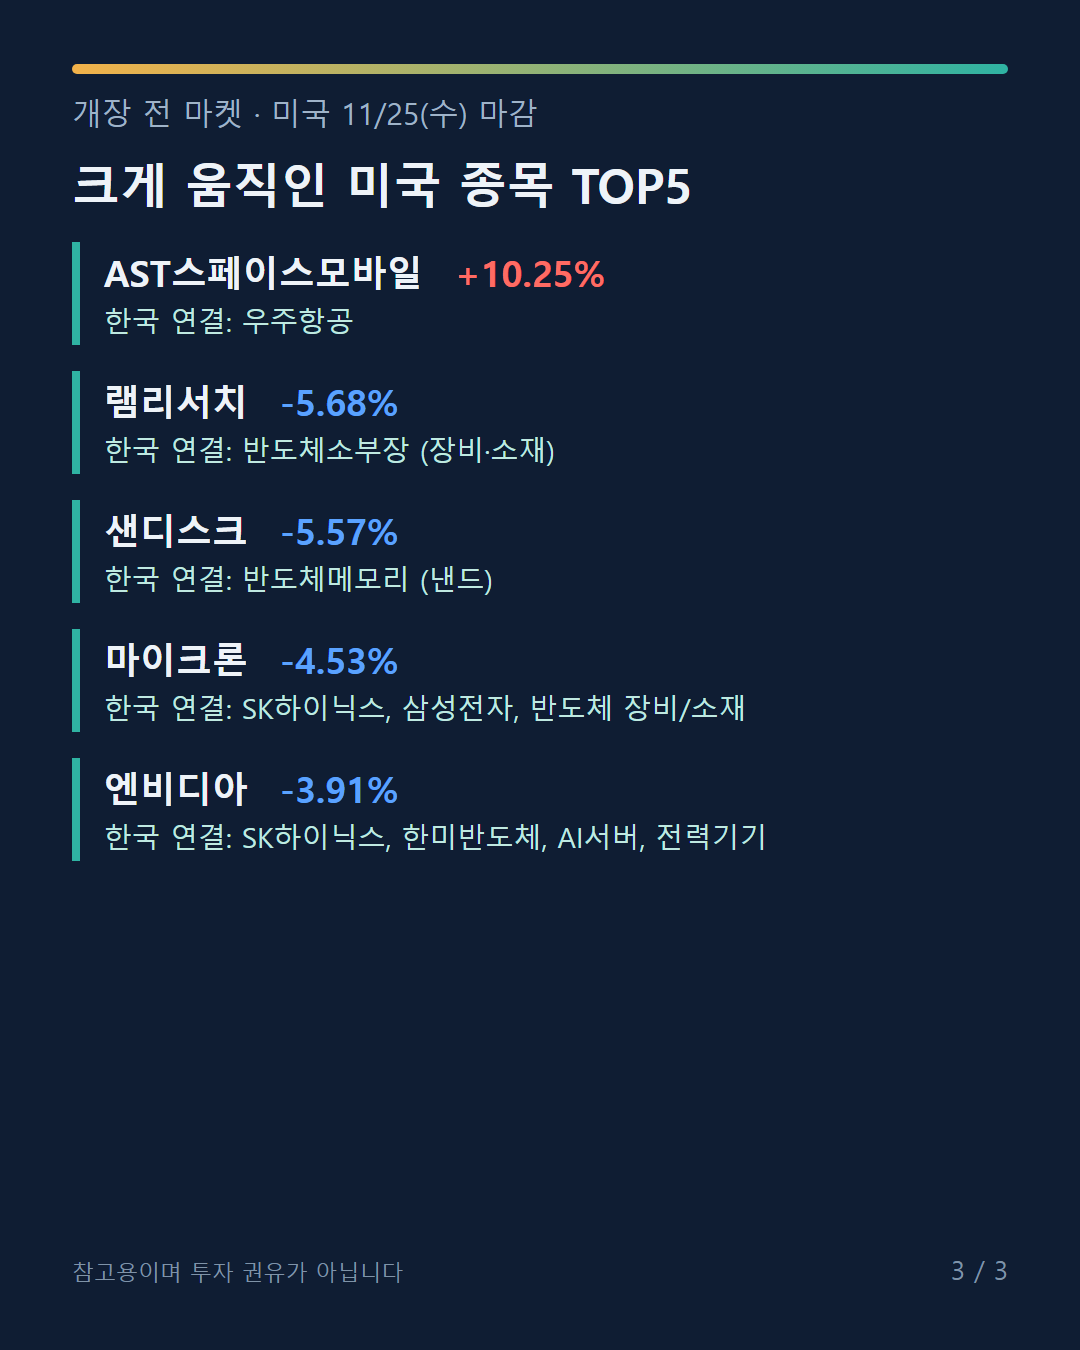 개장 전 마켓 · 미국 11/25(수) 마감
크게 움직인 미국 종목 TOP5
AST스페이스모바일 +10.25%
한국 연결: 우주항공
램리서치 -5.68%
한국 연결: 반도체소부장 (장비·소재)
샌디스크 -5.57%
한국 연결: 반도체메모리 (낸드)
마이크론 -4.53%
한국 연결: SK하이닉스, 삼성전자, 반도체 장비/소재
엔비디아 -3.91%
한국 연결: SK하이닉스, 한미반도체, AI서버, 전력기기
참고용이며 투자 권유가 아닙니다
3 / 3